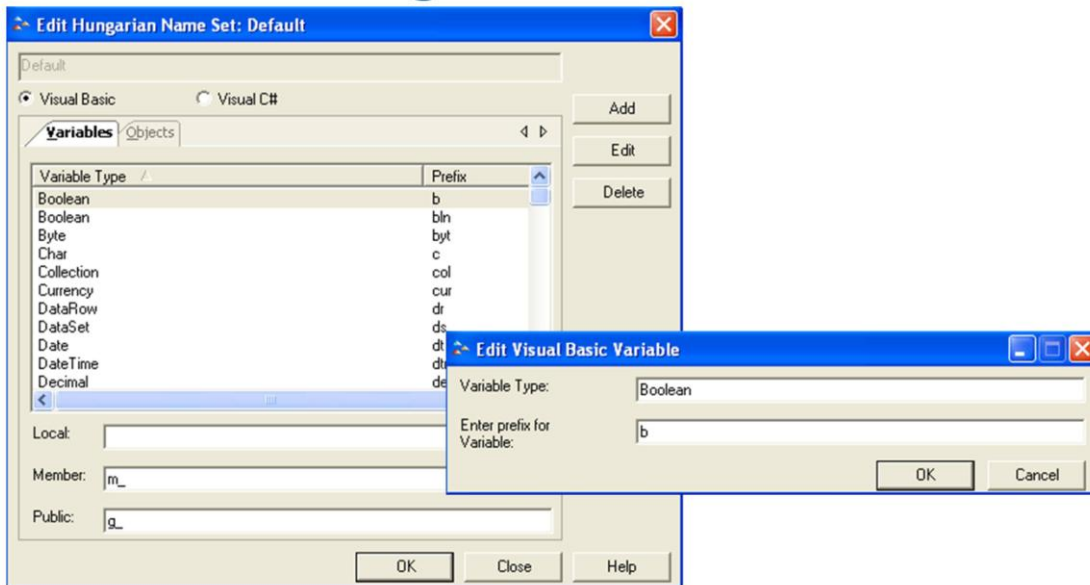 Edit Hungarian Name Set: Default
Default
Visual Basic Visual C#
Add
Variables Objects
Edit
Variable Type Prefix
Delete
Boolean b
Boolean bln
Byte byt
Char c
Collection col
Currency cur
DataRow dr
DataSet ds
Date dt
DateTime
Decimal
Edit Visual Basic Variable
Variable Type: Boolean
Enter prefix for
Variable: b
OK Cancel
Local:
Member: m_
Public: g_
OK Close Help